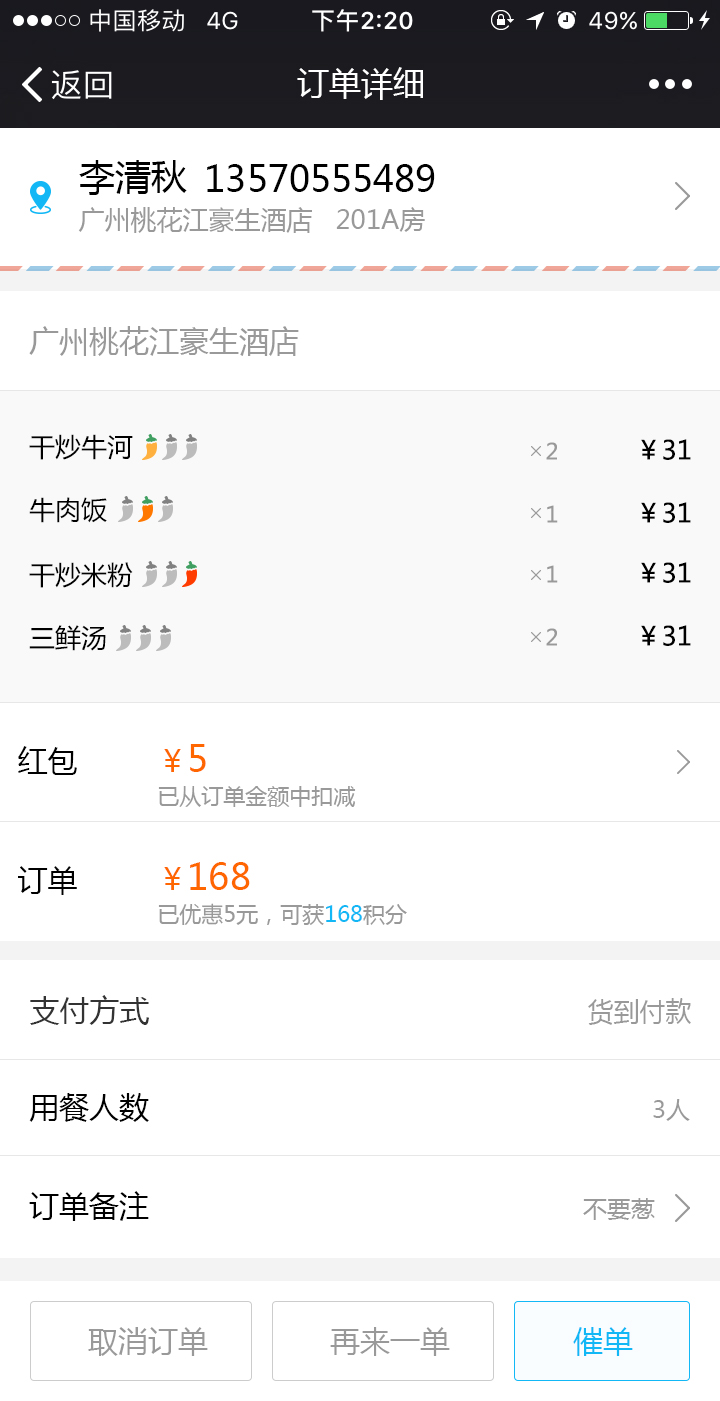 中国移动 4G 下午2:20 49%
返回 订单详细
李清秋 13570555489
广州桃花江豪生酒店 201A房
广州桃花江豪生酒店
干炒牛河 ×2 ¥31
牛肉饭 ×1 ¥31
干炒米粉 ×1 ¥31
三鲜汤 ×2 ¥31
红包 ¥5
已从订单金额中扣减
订单 ¥168
已优惠5元，可获168积分
支付方式 货到付款
用餐人数 3人
订单备注 不要葱
取消订单 再来一单 催单